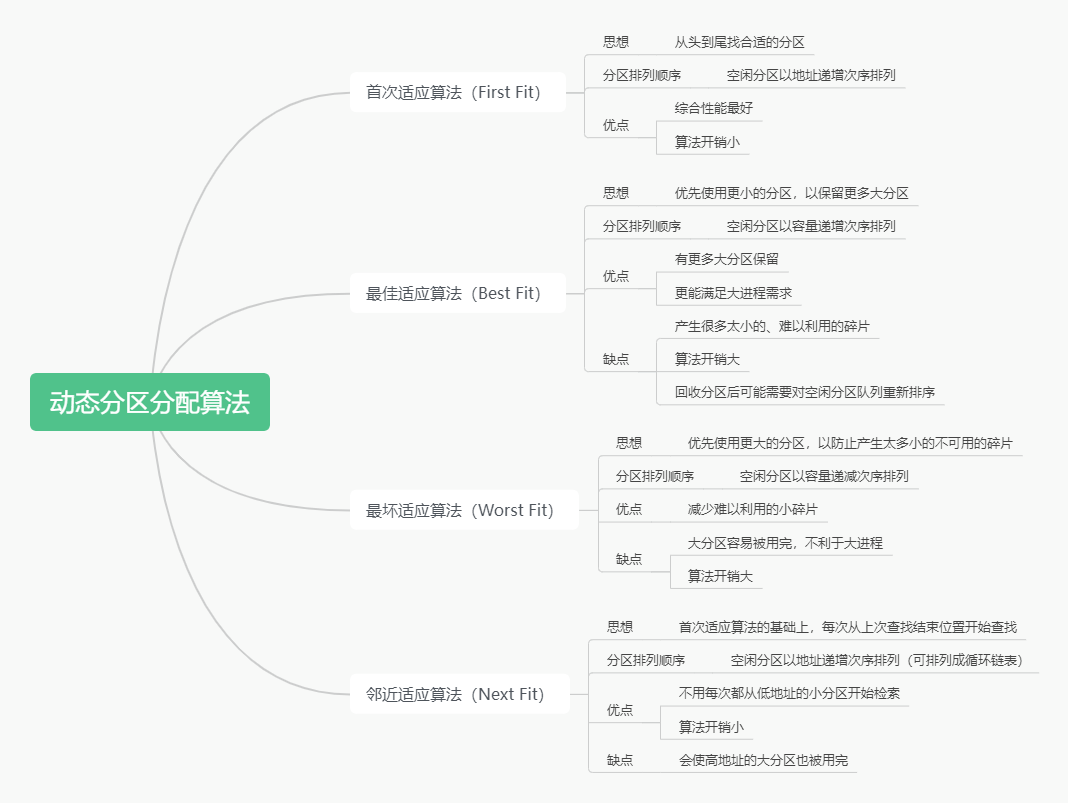 动态分区分配算法
首次适应算法（First Fit）
思想
从头到尾找合适的分区
分区排列顺序
空闲分区以地址递增次序排列
优点
综合性能最好
算法开销小
最佳适应算法（Best Fit）
思想
优先使用更小的分区，以保留更多大分区
分区排列顺序
空闲分区以容量递增次序排列
优点
有更多大分区保留
更能满足大进程需求
缺点
产生很多太小的、难以利用的碎片
算法开销大
回收分区后可能需要对空闲分区队列重新排序
最坏适应算法（Worst Fit）
思想
优先使用更大的分区，以防止产生太多小的不可用的碎片
分区排列顺序
空闲分区以容量递减次序排列
优点
减少难以利用的小碎片
缺点
大分区容易被用完，不利于大进程
算法开销大
邻近适应算法（Next Fit）
思想
首次适应算法的基础上，每次从上次查找结束位置开始查找
分区排列顺序
空闲分区以地址递增次序排列（可排列成循环链表）
优点
不用每次都从低地址的小分区开始检索
算法开销小
缺点
会使高地址的大分区也被用完